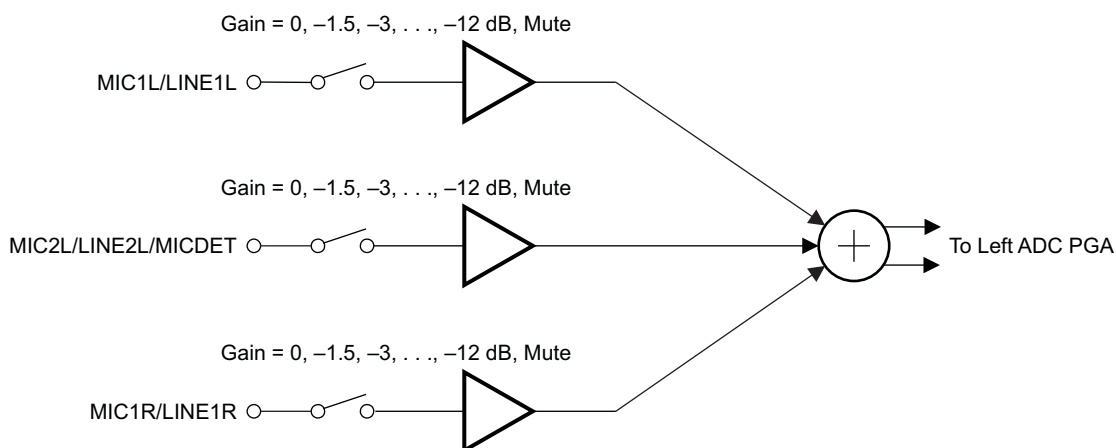 Gain = 0, –1.5, –3, . . ., –12 dB, Mute
MIC1L/LINE1L
Gain = 0, –1.5, –3, . . ., –12 dB, Mute
MIC2L/LINE2L/MICDET
+
To Left ADC PGA
Gain = 0, –1.5, –3, . . ., –12 dB, Mute
MIC1R/LINE1R